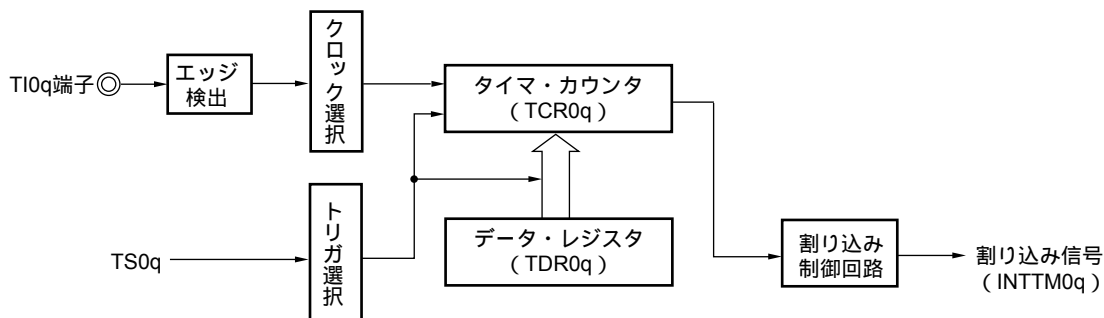 TI0q端子
エッジ
検出
クロック選択
タイマ・カウンタ
（TCR0q）
TS0q
トリガ選択
データ・レジスタ
（TDR0q）
割り込み
制御回路
割り込み信号
（INTTM0q）